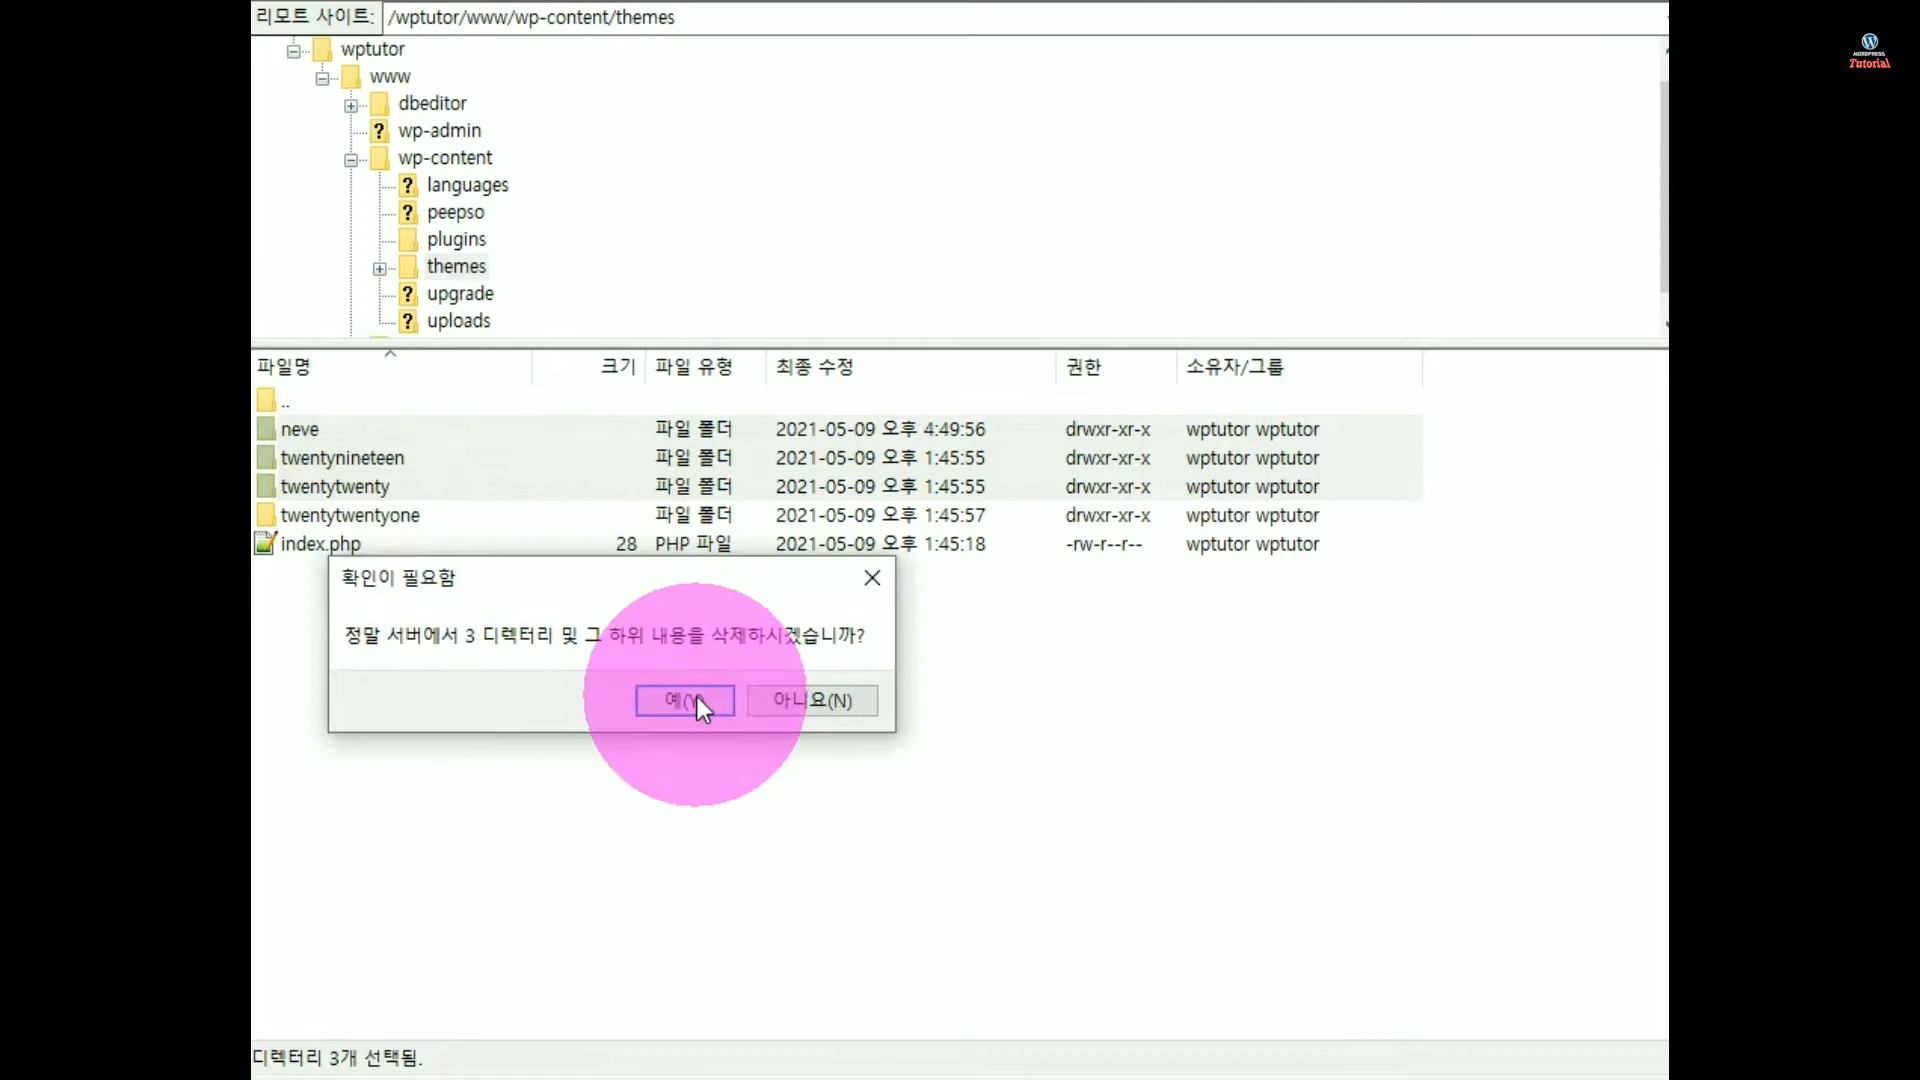 리모트 사이트: /wptutor/www/wp-content/themes
WORDPRESS
Tutorial
wptutor
www
dbeditor
? wp-admin
wp-content
? languages
? peepso
plugins
themes
? upgrade
? uploads
파일명 크기 파일 유형 최종 수정 권한 소유자/그룹
..
neve 파일 폴더 2021-05-09 오후 4:49:56 drwxr-xr-x wptutor wptutor
twentynineteen 파일 폴더 2021-05-09 오후 1:45:55 drwxr-xr-x wptutor wptutor
twentytwenty 파일 폴더 2021-05-09 오후 1:45:55 drwxr-xr-x wptutor wptutor
twentytwentyone 파일 폴더 2021-05-09 오후 1:45:57 drwxr-xr-x wptutor wptutor
index.php 28 PHP 파일 2021-05-09 오후 1:45:18 -rw-r--r-- wptutor wptutor
확인이 필요함
정말 서버에서 3 디렉터리 및 그 하위 내용을 삭제하시겠습니까?
예(Y) 아니요(N)
디렉터리 3개 선택됨.